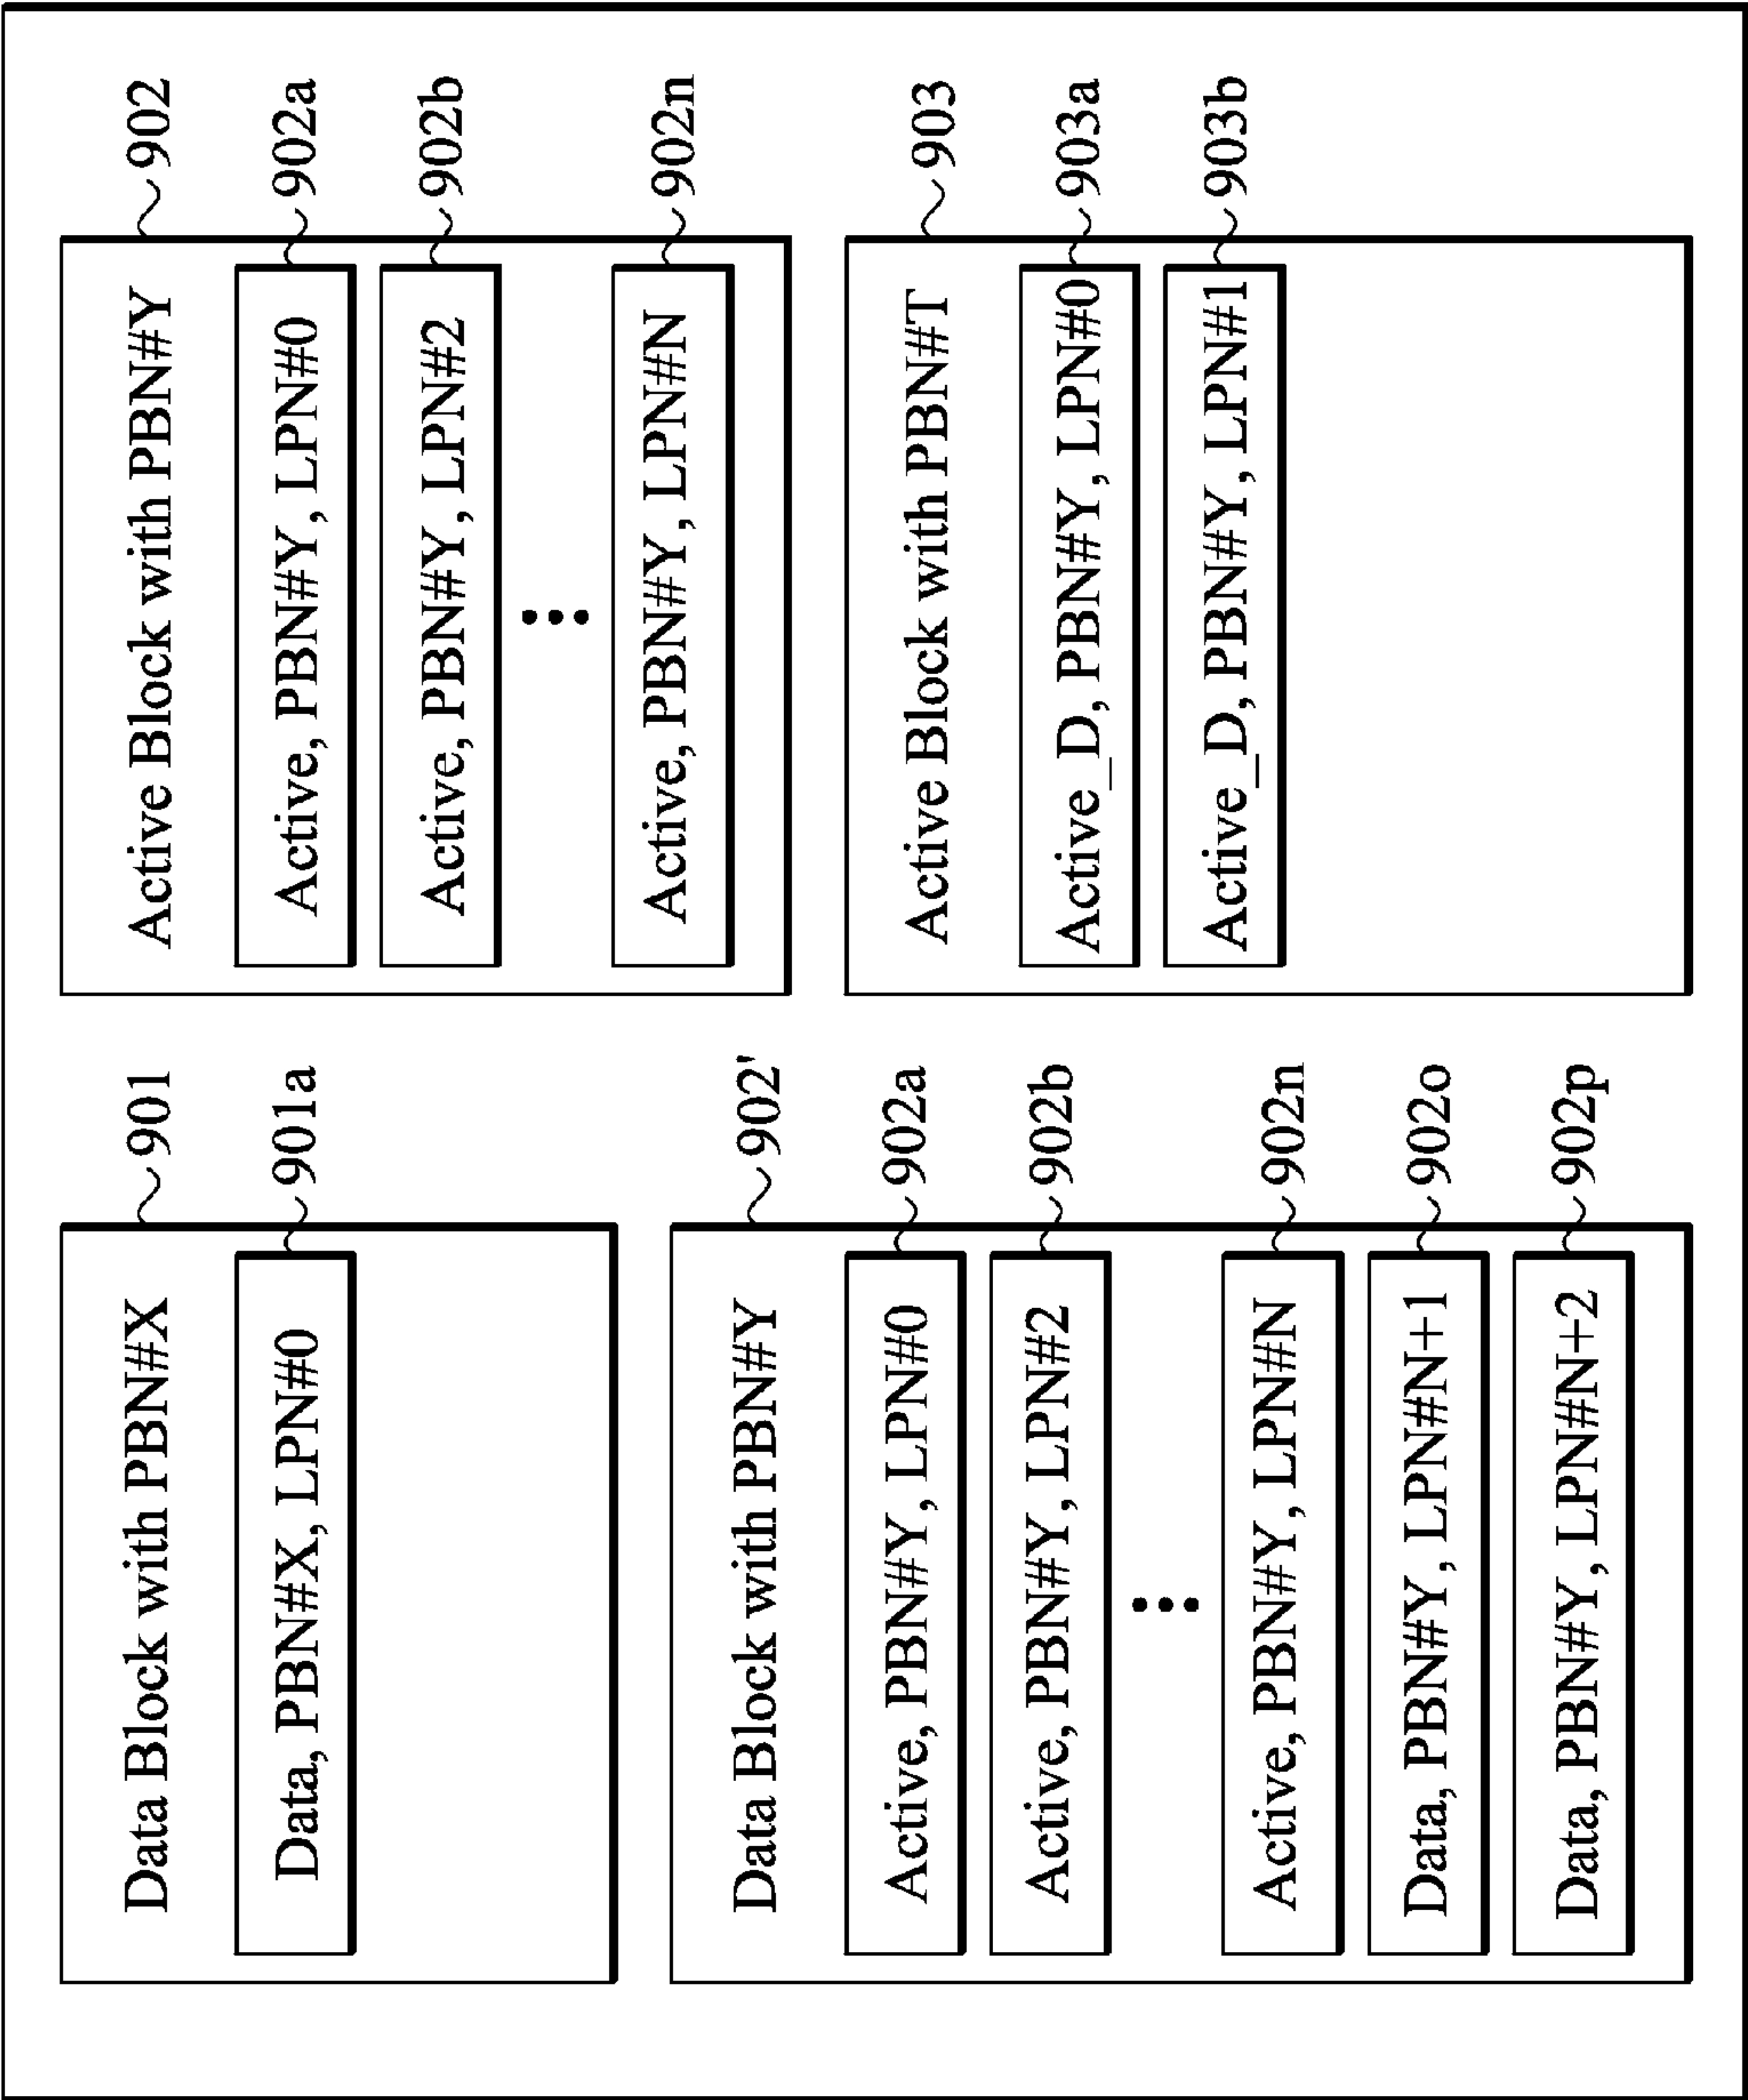 Data Block with PBN#X
901
Data, PBN#X, LPN#0
901a
Data Block with PBN#Y
902'
Active, PBN#Y, LPN#0
902a
Active, PBN#Y, LPN#2
902b
Active, PBN#Y, LPN#N
902n
Data, PBN#Y, LPN#N+1
902o
Data, PBN#Y, LPN#N+2
902p
Active Block with PBN#Y
902
Active, PBN#Y, LPN#0
902a
Active, PBN#Y, LPN#2
902b
Active, PBN#Y, LPN#N
902n
Active Block with PBN#T
903
Active_D, PBN#Y, LPN#0
903a
Active_D, PBN#Y, LPN#1
903b